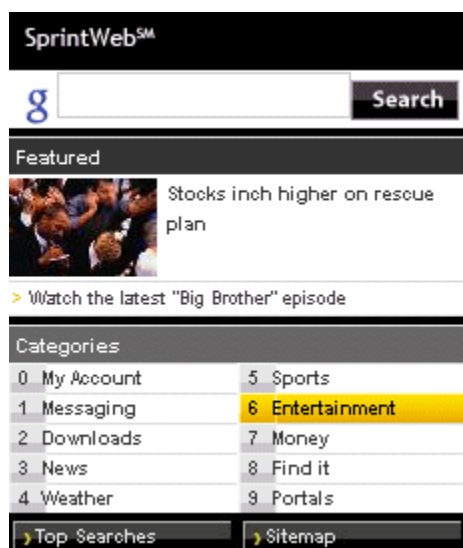 SprintWeb℠
g
Search
Featured
Stocks inch higher on rescue
plan
> Watch the latest "Big Brother" episode
Categories
0 My Account
1 Messaging
2 Downloads
3 News
4 Weather
5 Sports
6 Entertainment
7 Money
8 Find it
9 Portals
›Top Searches
›Sitemap